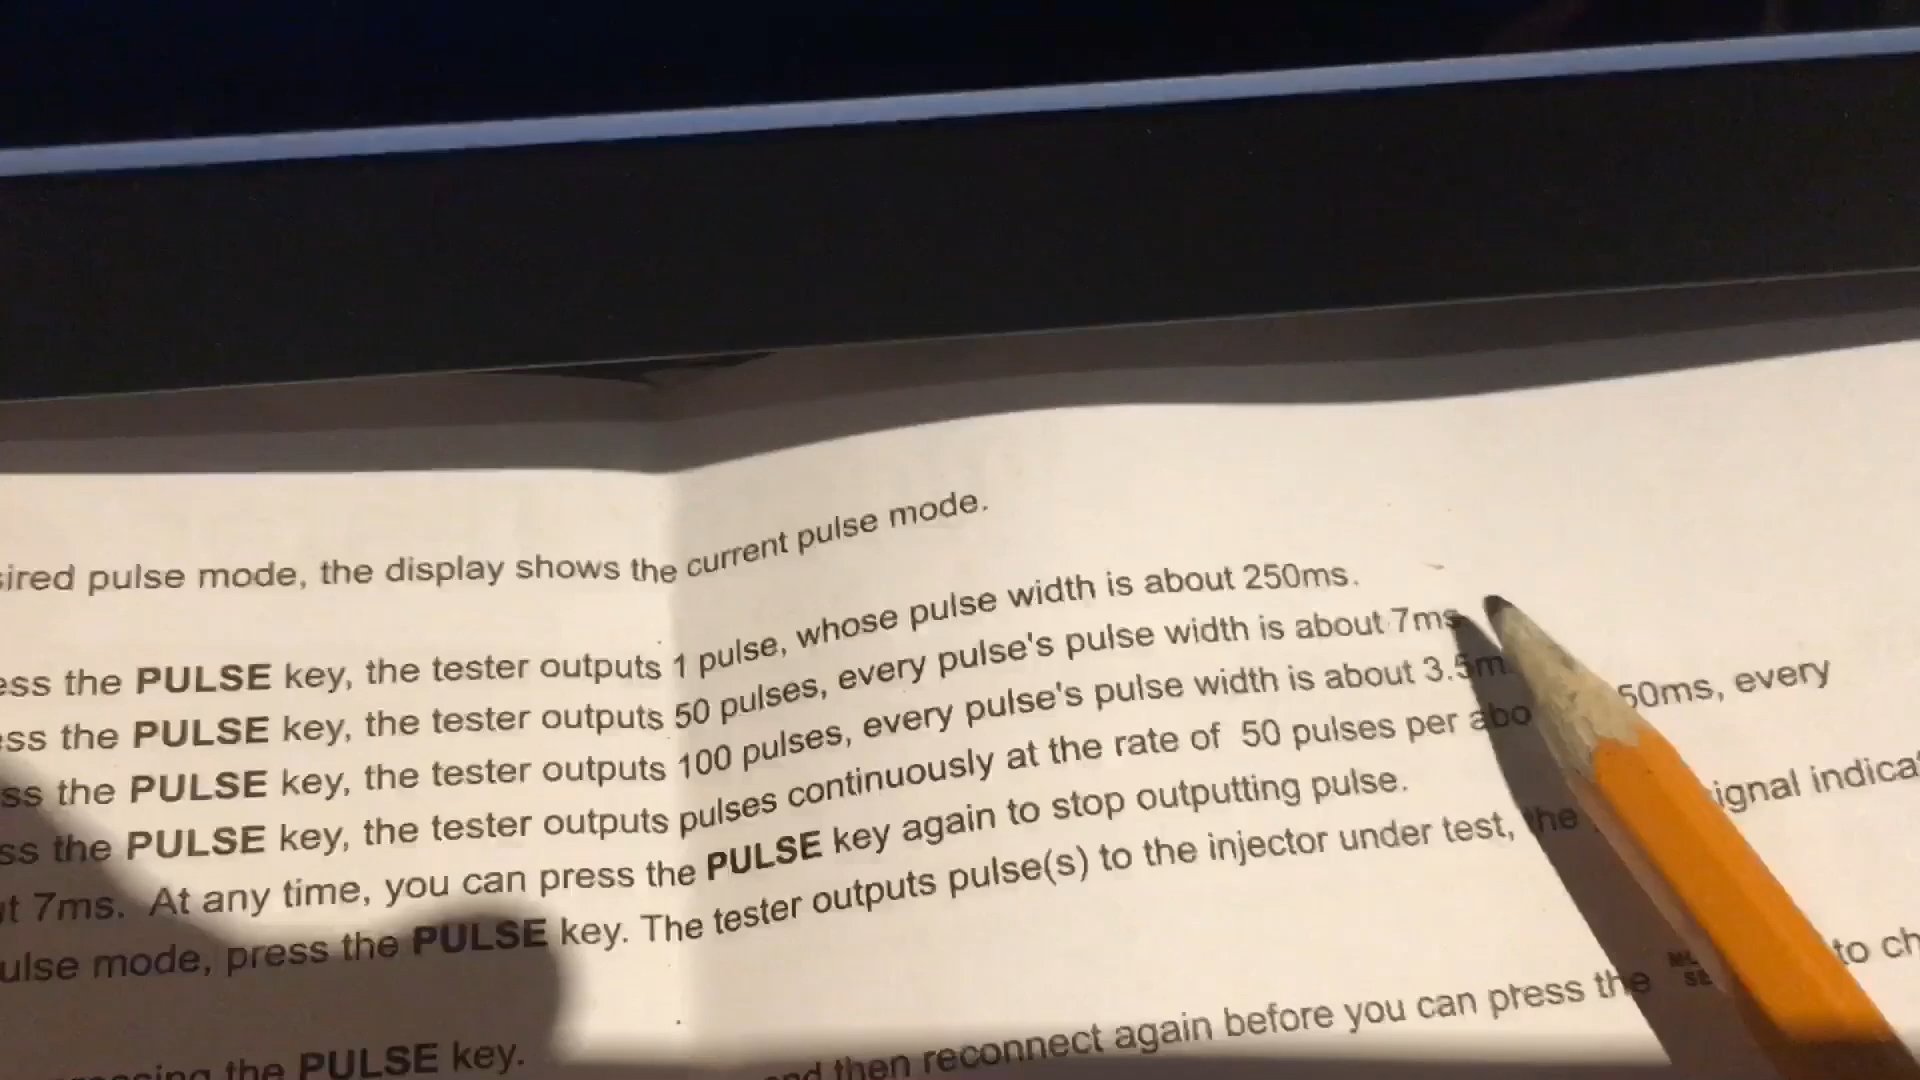 sired pulse mode, the display shows the current pulse mode.
ess the PULSE key, the tester outputs 1 pulse, whose pulse width is about 250ms.
ess the PULSE key, the tester outputs 50 pulses, every pulse's pulse width is about 7ms
ss the PULSE key, the tester outputs 100 pulses, every pulse's pulse width is about 3.5m
ss the PULSE key, the tester outputs pulses continuously at the rate of 50 pulses per abo 50ms, every
ut 7ms. At any time, you can press the PULSE key again to stop outputting pulse.
ulse mode, press the PULSE key. The tester outputs pulse(s) to the injector under test, the ignal indica
the PULSE key.
and then reconnect again before you can press the to ch